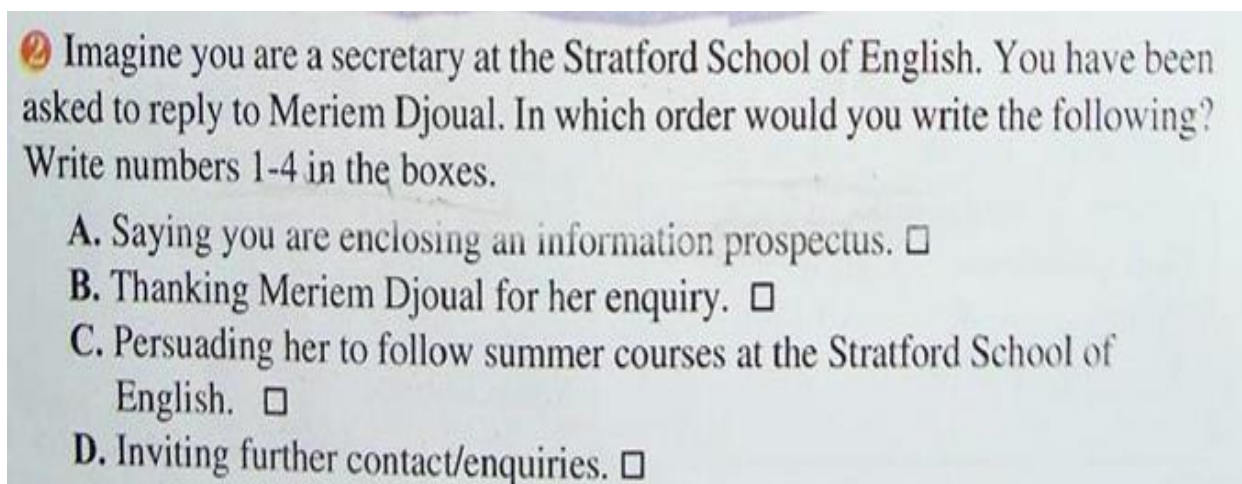 2 Imagine you are a secretary at the Stratford School of English. You have been
asked to reply to Meriem Djoual. In which order would you write the following?
Write numbers 1-4 in the boxes.
A. Saying you are enclosing an information prospectus. □
B. Thanking Meriem Djoual for her enquiry. □
C. Persuading her to follow summer courses at the Stratford School of
English. □
D. Inviting further contact/enquiries. □